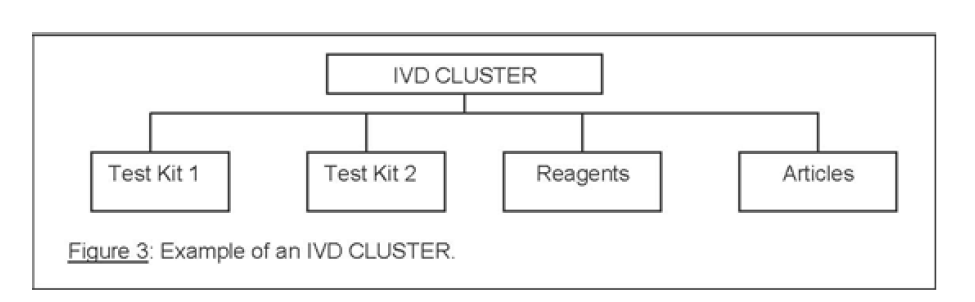 IVD CLUSTER
Test Kit 1
Test Kit 2
Reagents
Articles
Figure 3: Example of an IVD CLUSTER.